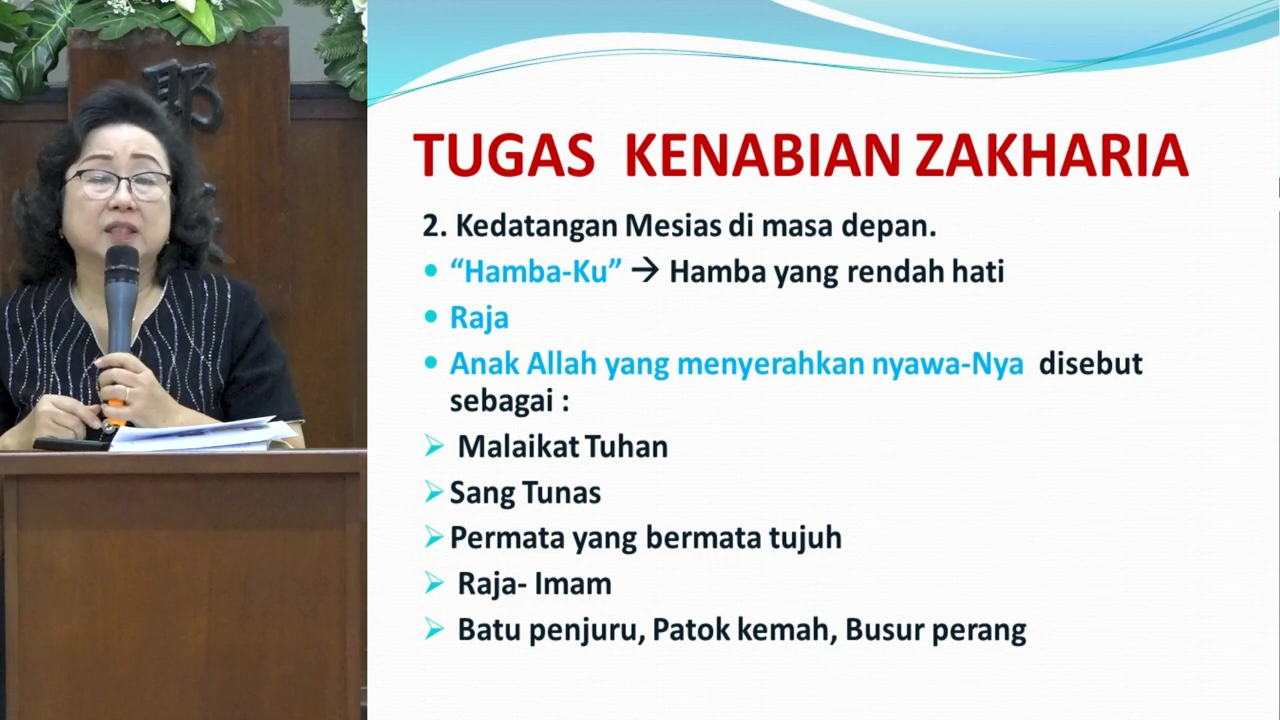 耶
TUGAS KENABIAN ZAKHARIA
2. Kedatangan Mesias di masa depan.
• “Hamba-Ku” → Hamba yang rendah hati
• Raja
• Anak Allah yang menyerahkan nyawa-Nya disebut
sebagai :
➢ Malaikat Tuhan
➢ Sang Tunas
➢ Permata yang bermata tujuh
➢ Raja- Imam
➢ Batu penjuru, Patok kemah, Busur perang